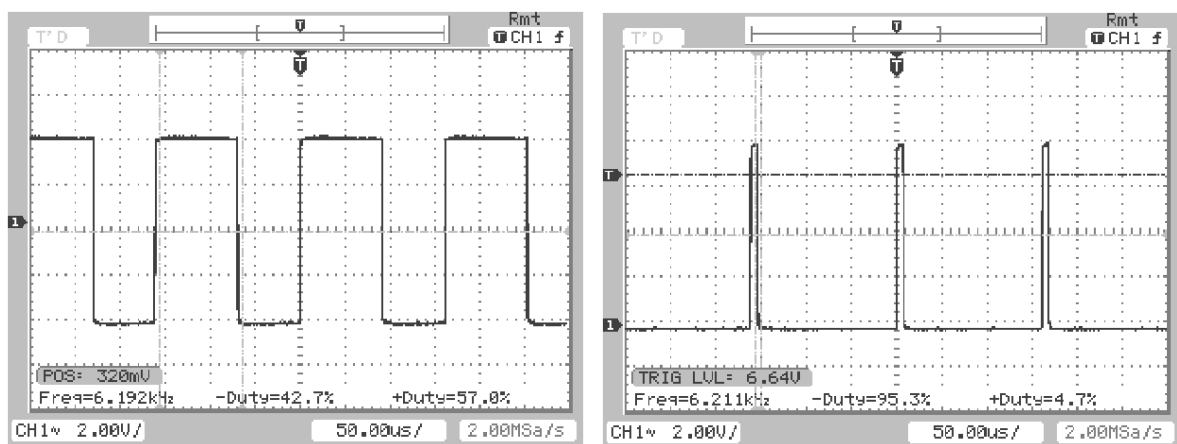 Rmt
T'D
T
T CH1
T
1
POS= 320mV
Freq=6.192kHz -Duty=42.7% +Duty=57.0%
CH1~ 2.00V/ 50.00us/ 2.00MSa/s
Rmt
T'D
T
T CH1
T
T
1
TRIG LVL= 6.64V
Freq=6.211kHz -Duty=95.3% +Duty=4.7%
CH1~ 2.00V/ 50.00us/ 2.00MSa/s